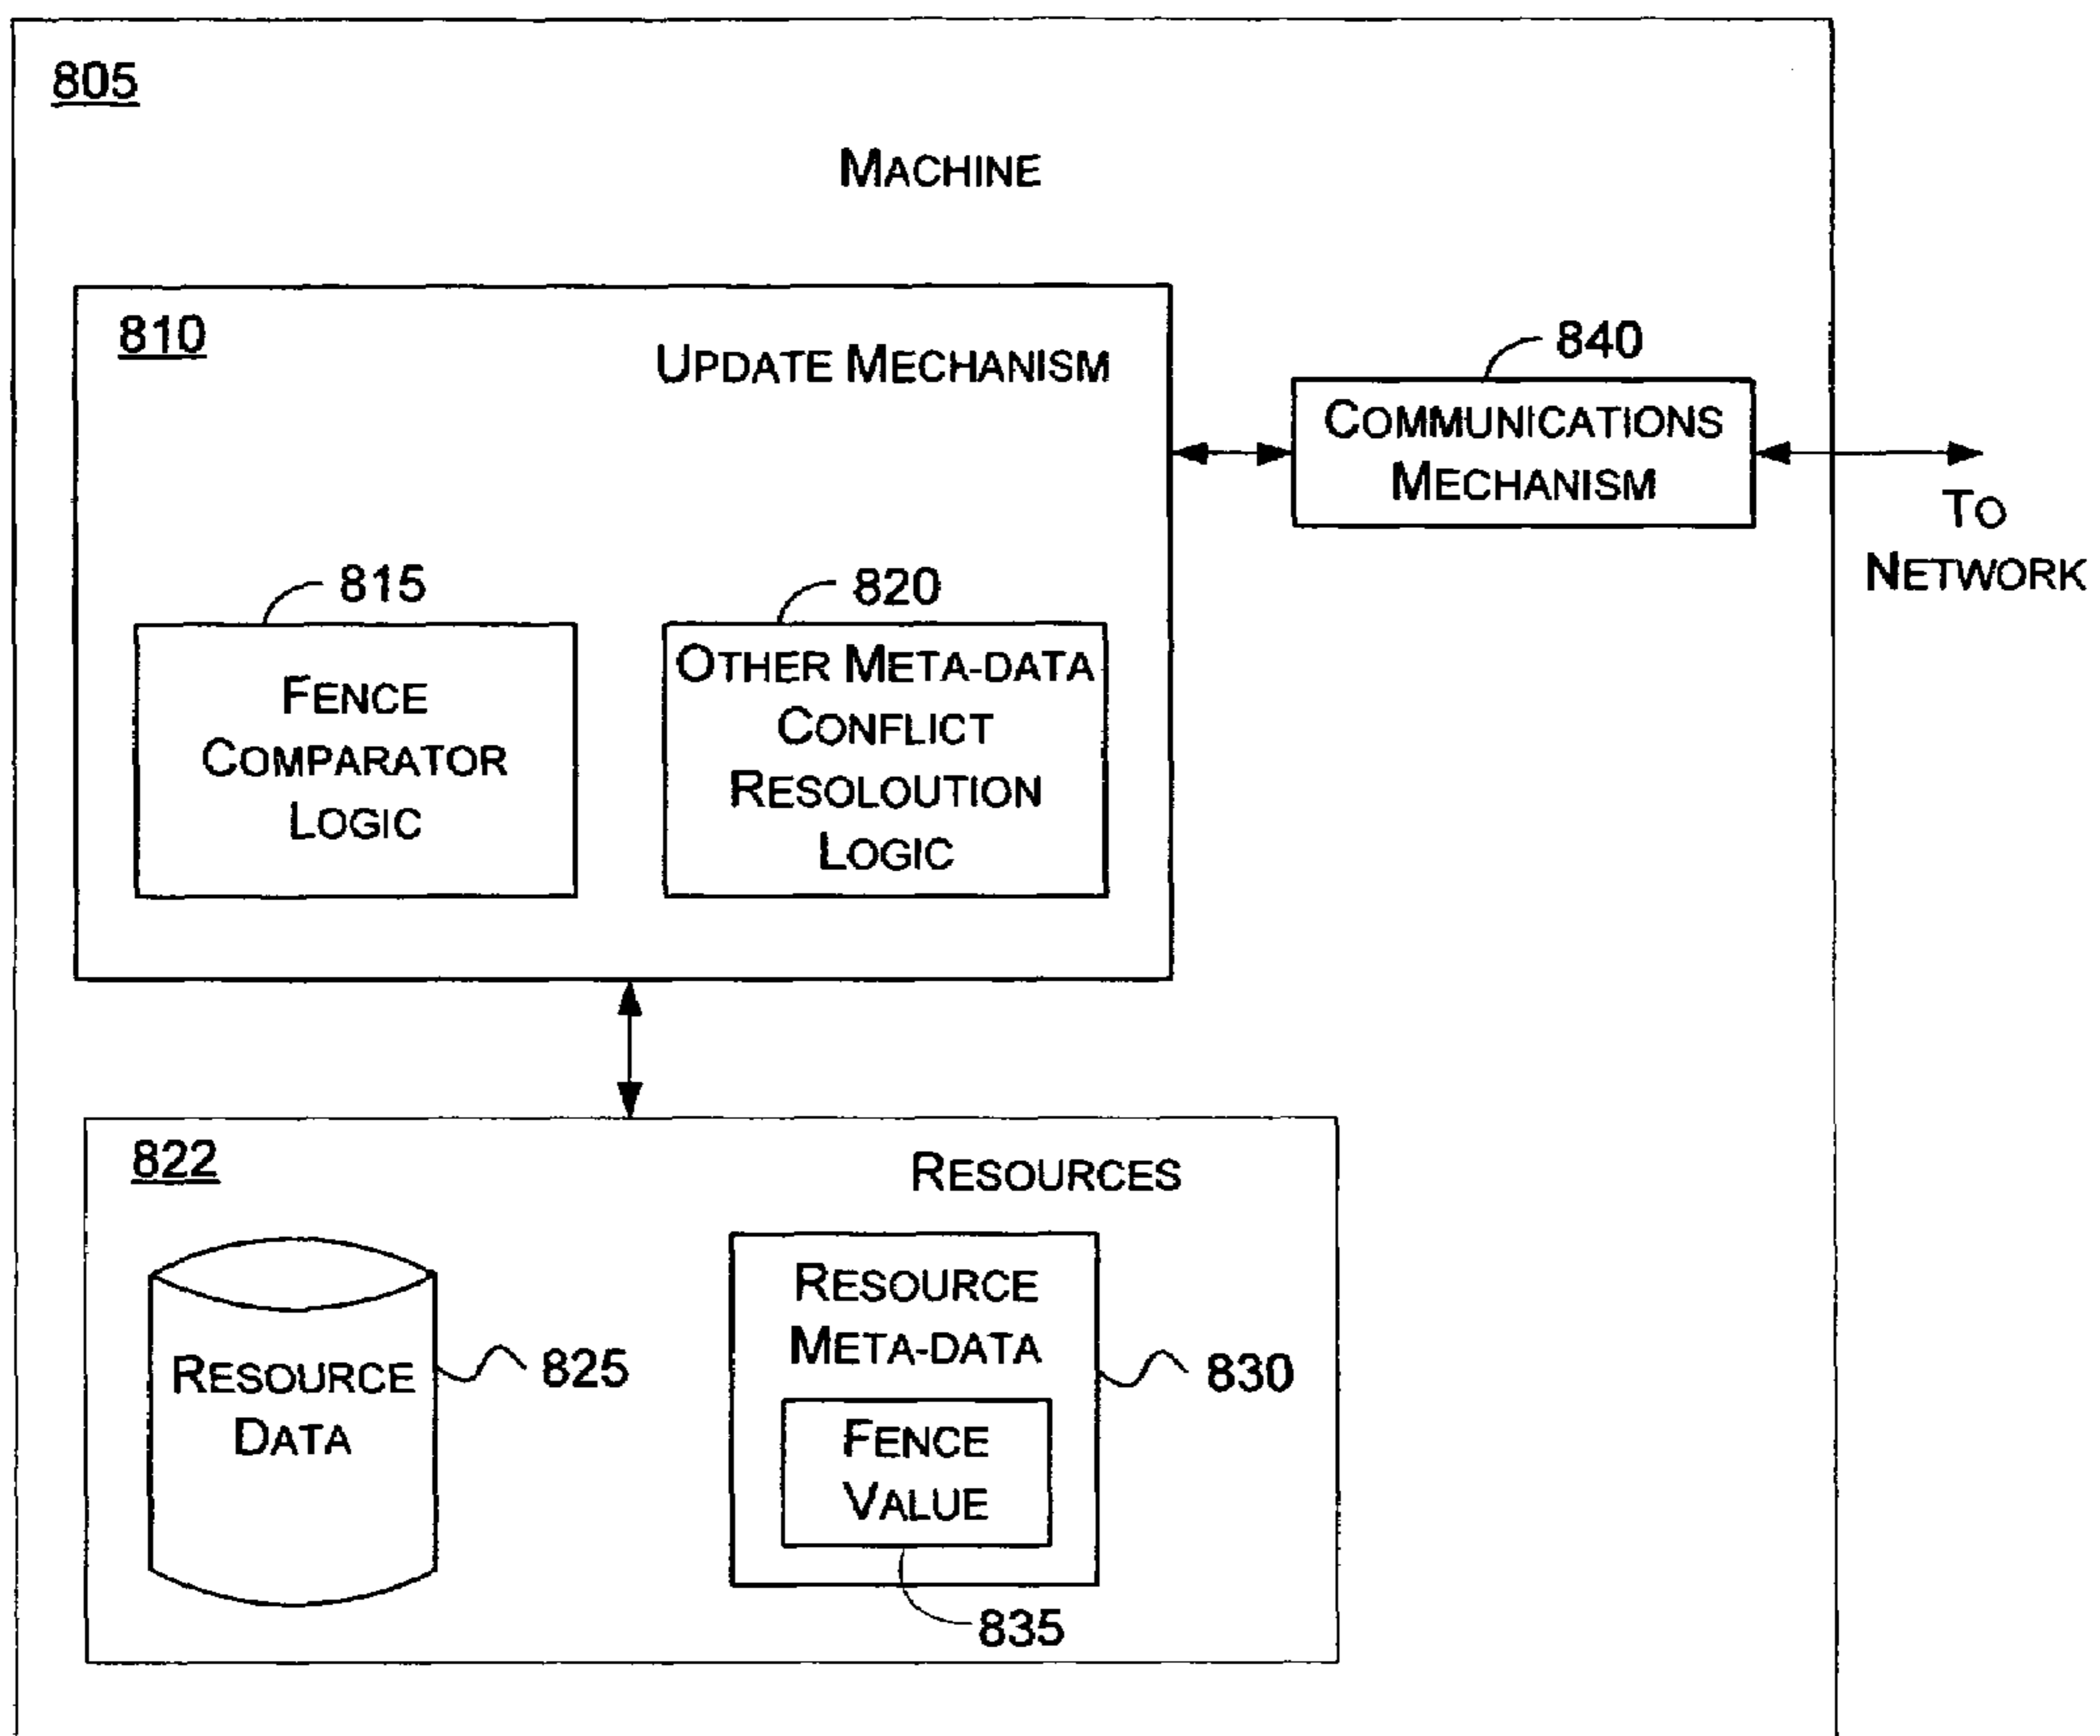 805
MACHINE
810
UPDATE MECHANISM
840
COMMUNICATIONS
MECHANISM
TO
NETWORK
815
FENCE
COMPARATOR
LOGIC
820
OTHER META-DATA
CONFLICT
RESOLOUTION
LOGIC
822
RESOURCES
RESOURCE
DATA
825
RESOURCE
META-DATA
830
FENCE
VALUE
835